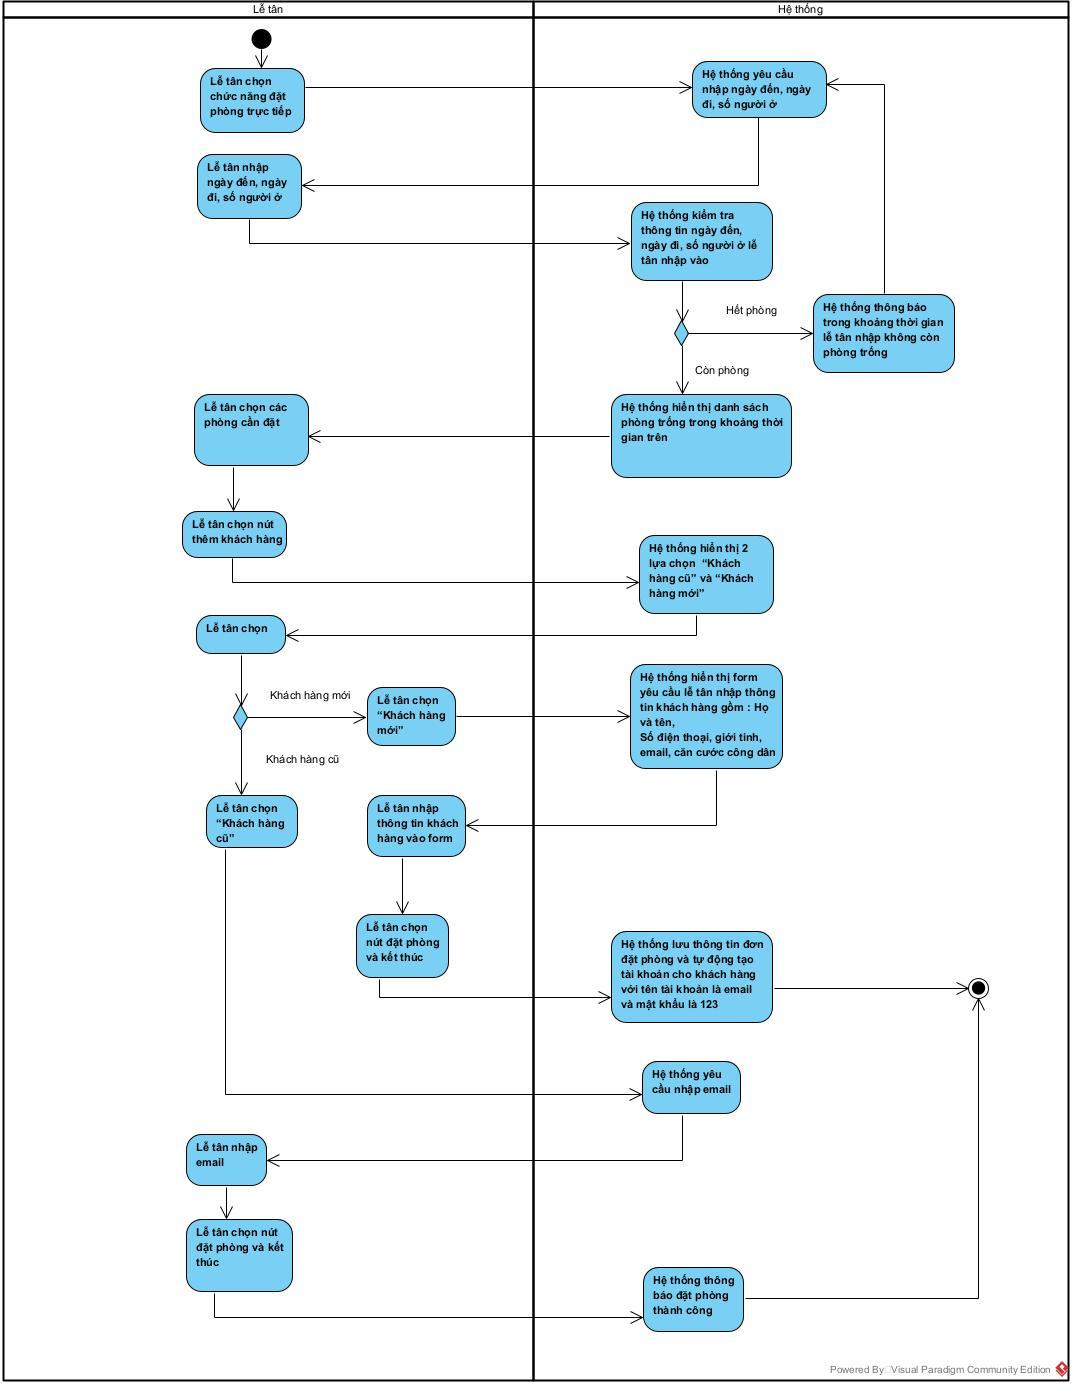 Lễ tân
Hệ thống
Lễ tân chọn
chức năng đặt
phòng trực tiếp
Hệ thống yêu cầu
nhập ngày đến, ngày
đi, số người ở
Lễ tân nhập
ngày đến, ngày
đi, số người ở
Hệ thống kiểm tra
thông tin ngày đến,
ngày đi, số người ở lễ
tân nhập vào
Hết phòng
Hệ thống thông báo
trong khoảng thời gian
lễ tân nhập không còn
phòng trống
Còn phòng
Lễ tân chọn các
phòng cần đặt
Hệ thống hiển thị danh sách
phòng trống trong khoảng thời
gian trên
Lễ tân chọn nút
thêm khách hàng
Hệ thống hiển thị 2
lựa chọn “Khách
hàng cũ” và “Khách
hàng mới”
Lễ tân chọn
Khách hàng mới
Lễ tân chọn
“Khách hàng
mới”
Hệ thống hiển thị form
yêu cầu lễ tân nhập thông
tin khách hàng gồm : Họ
và tên,
Số điện thoại, giới tính,
email, căn cước công dân
Khách hàng cũ
Lễ tân chọn
“Khách hàng
cũ”
Lễ tân nhập
thông tin khách
hàng vào form
Lễ tân chọn
nút đặt phòng
và kết thúc
Hệ thống lưu thông tin đơn
đặt phòng và tự động tạo
tài khoản cho khách hàng
với tên tài khoản là email
và mật khẩu là 123
Hệ thống yêu
cầu nhập email
Lễ tân nhập
email
Lễ tân chọn nút
đặt phòng và kết
thúc
Hệ thống thông
báo đặt phòng
thành công
Powered By Visual Paradigm Community Edition